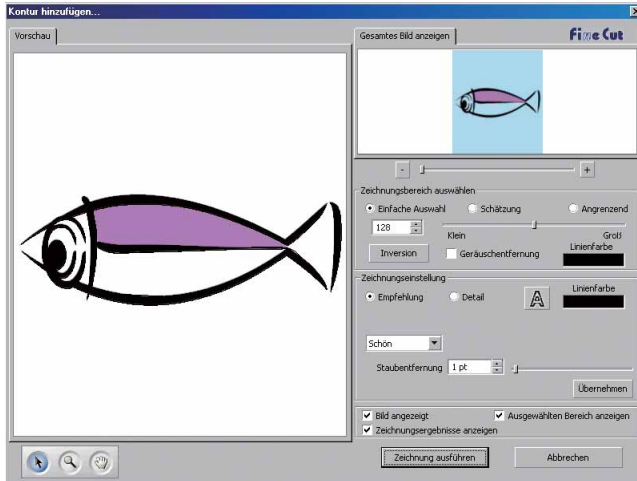 Kontur hinzufügen...
Vorschau
Gesamtes Bild anzeigen
Fine Cut
- +
Zeichnungsbereich auswählen
Einfache Auswahl Schätzung Angrenzend
128
Klein Groß
Inversion Geräuschentfernung Linienfarbe
Zeichnungseinstellung
Empfehlung Detail A Linienfarbe
Schön
Staubentfernung 1 pt
Übernehmen
Bild angezeigt Ausgewählten Bereich anzeigen
Zeichnungsergebnisse anzeigen
Zeichnung ausführen Abbrechen